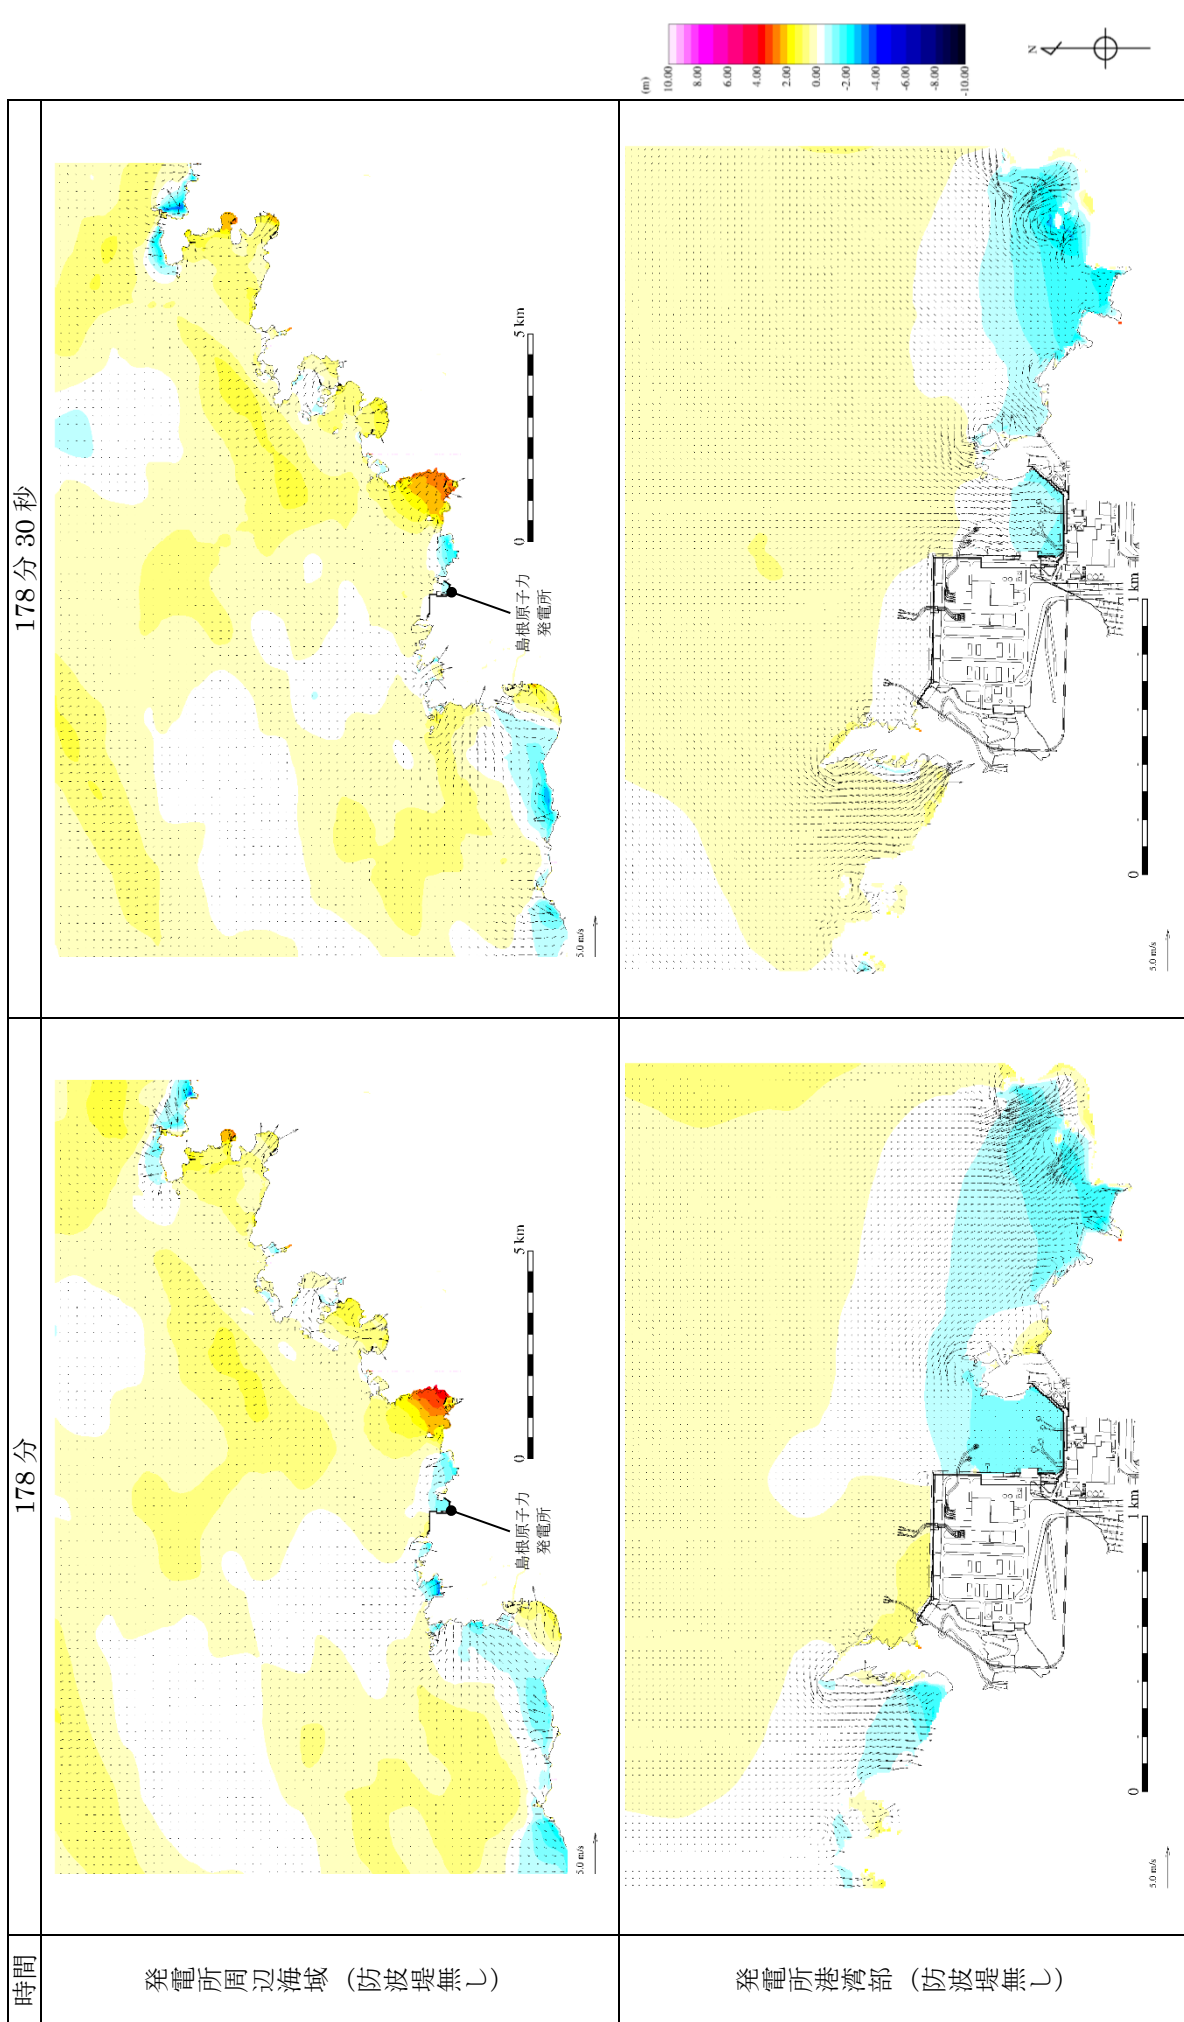 時間
178分
178分30秒
発電所周辺海域（防波堤無し）
島根原子力
発電所
0
5 km
5.0 m/s
島根原子力
発電所
0
5 km
5.0 m/s
発電所港湾部（防波堤無し）
0
1 km
5.0 m/s
0
1 km
5.0 m/s
(m)
10.00
8.00
6.00
4.00
2.00
0.00
-2.00
-4.00
-6.00
-8.00
-10.00
N